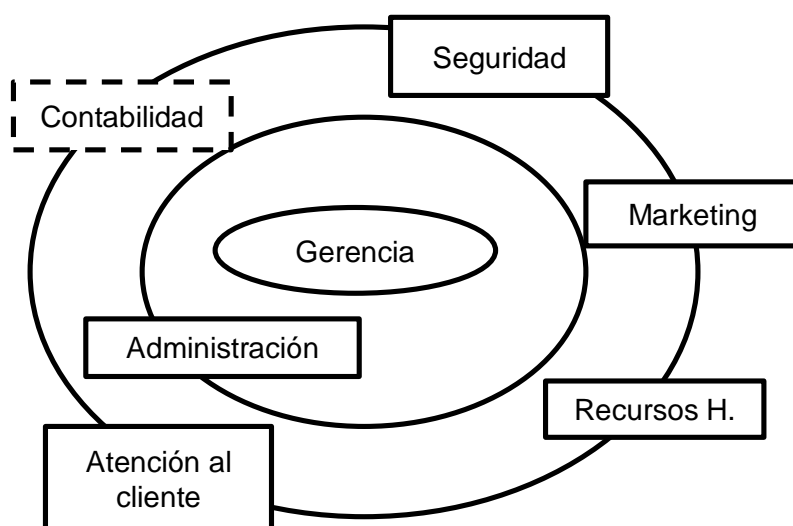 Seguridad
Contabilidad
Marketing
Gerencia
Administración
Recursos H.
Atención al
cliente